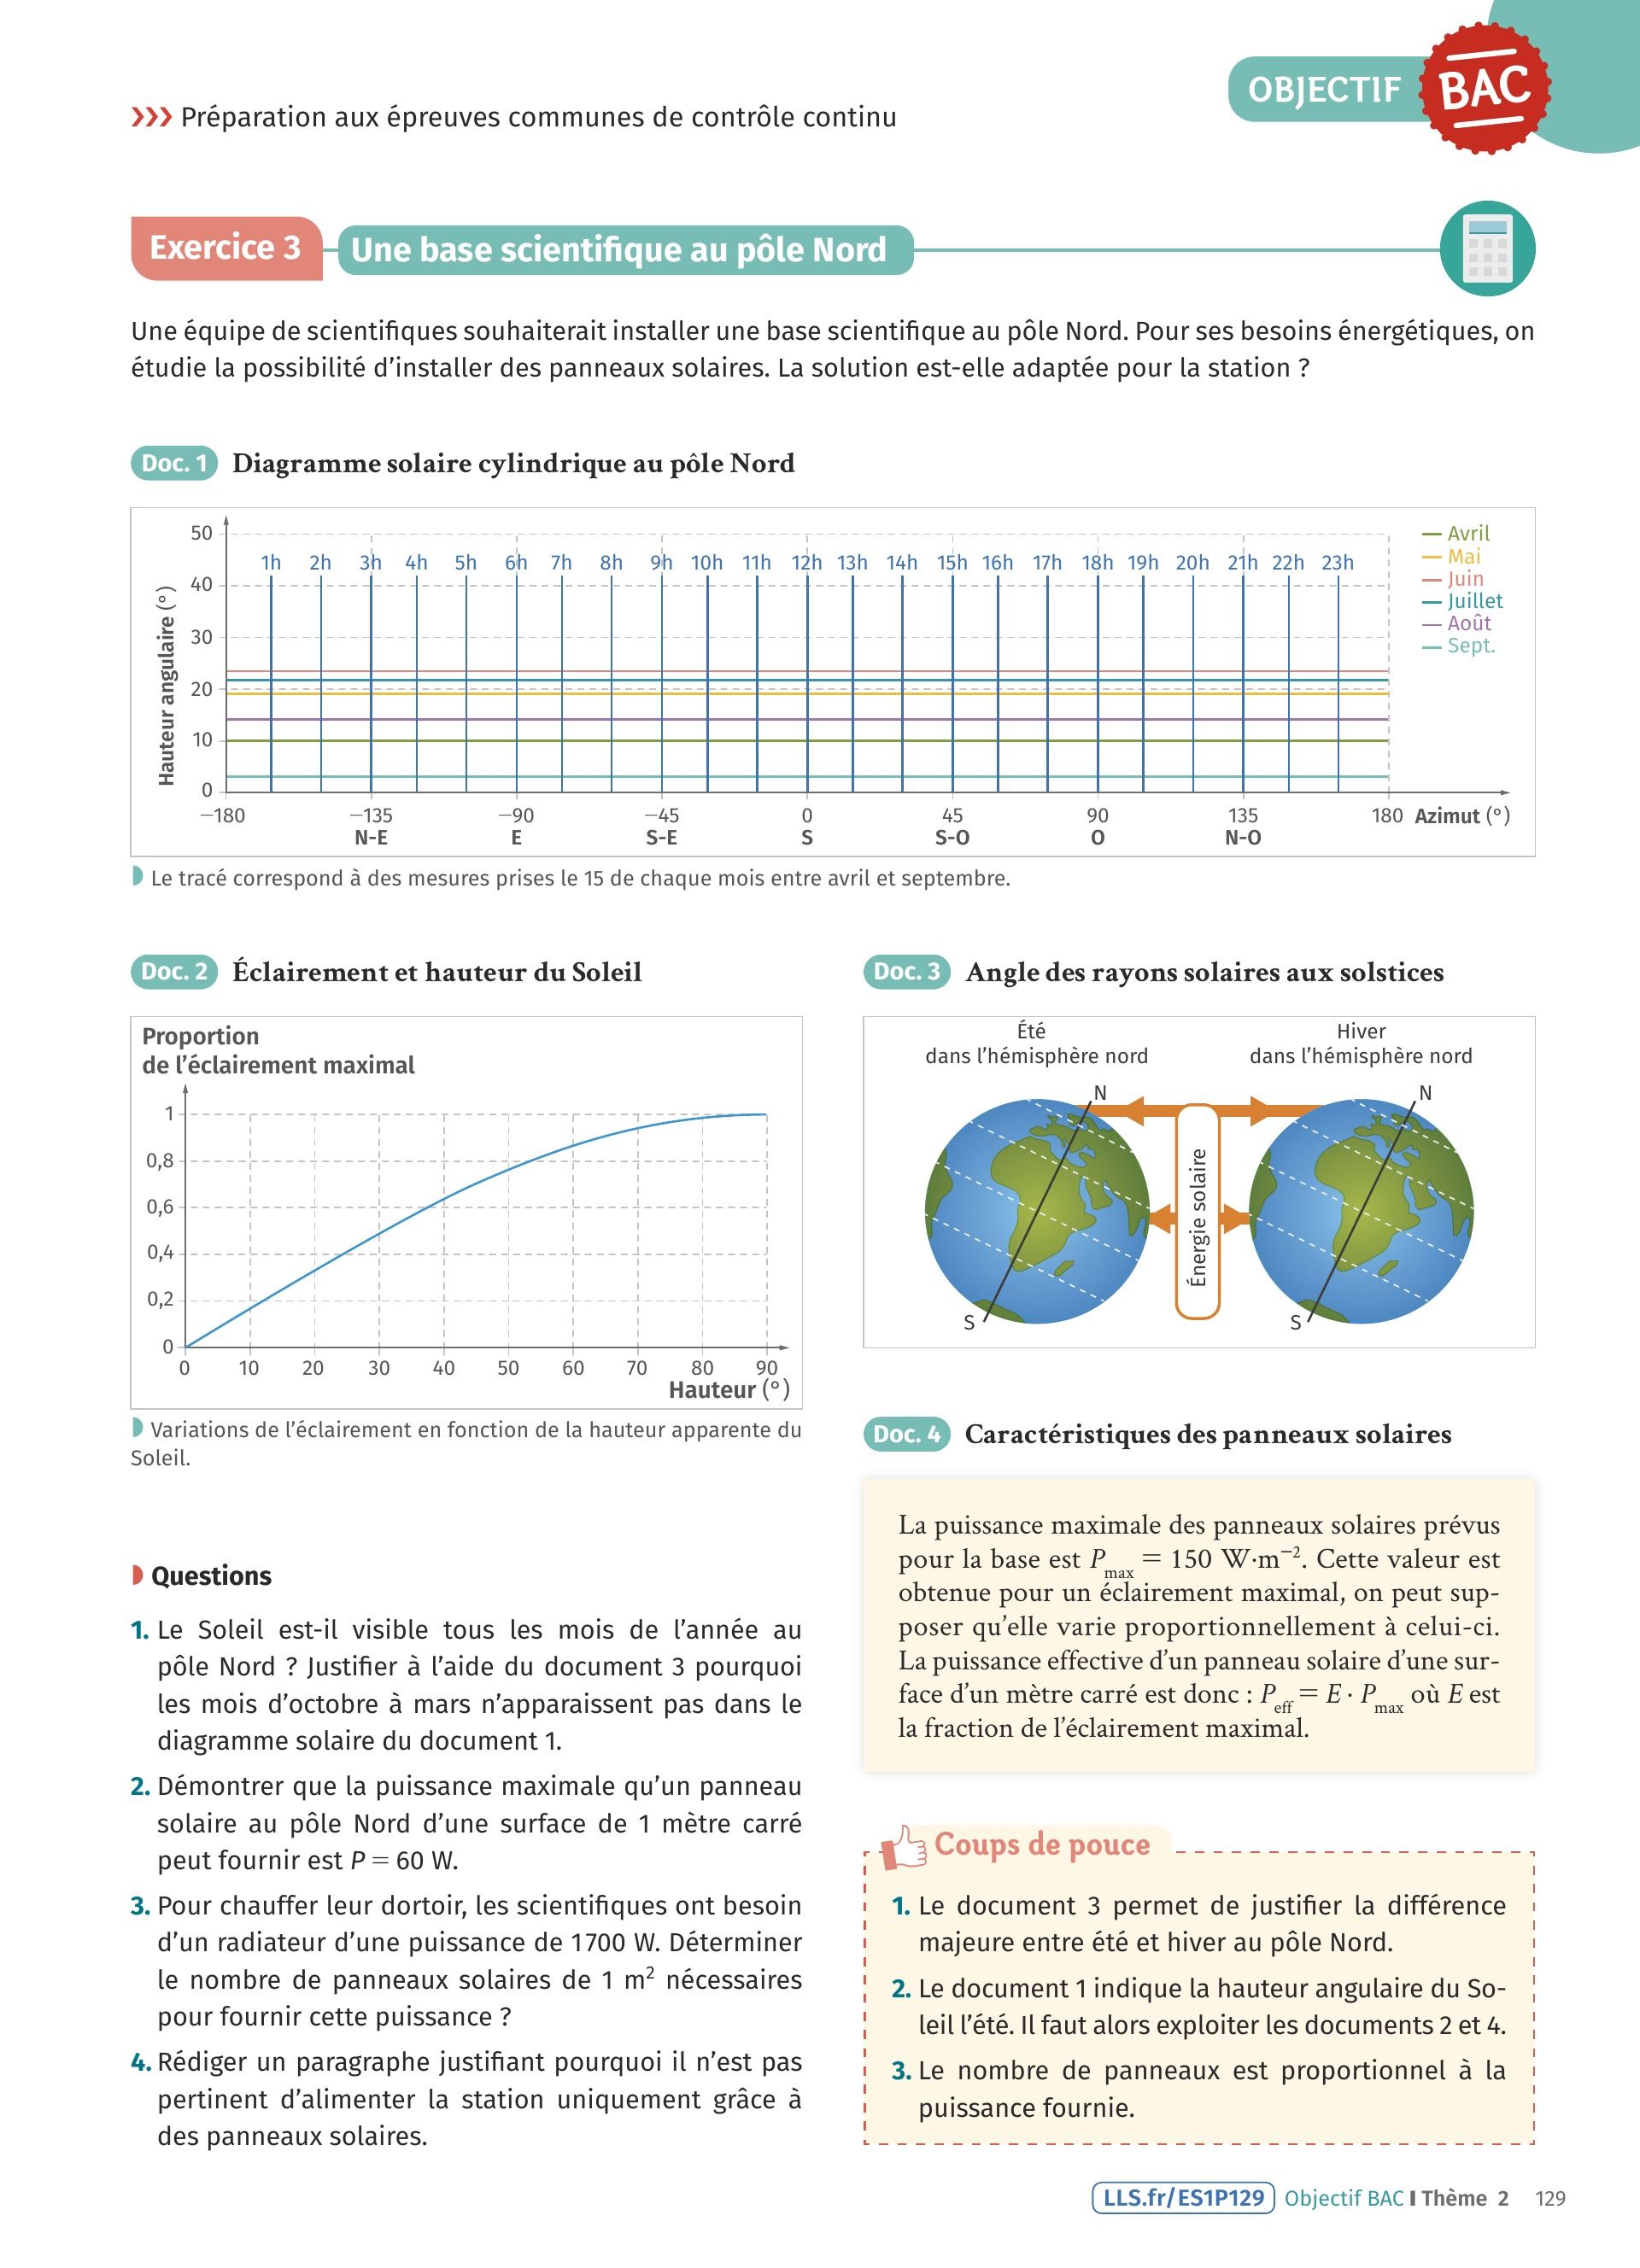 OBJECTIF BAC
Préparation aux épreuves communes de contrôle continu
Exercice 3
Une base scientifique au pôle Nord
Une équipe de scientifiques souhaiterait installer une base scientifique au pôle Nord. Pour ses besoins énergétiques, on
étudie la possibilité d’installer des panneaux solaires. La solution est-elle adaptée pour la station ?
Doc. 1 Diagramme solaire cylindrique au pôle Nord
Hauteur angulaire (°)
50
40
30
20
10
0
1h 2h 3h 4h 5h 6h 7h 8h 9h 10h 11h 12h 13h 14h 15h 16h 17h 18h 19h 20h 21h 22h 23h
Avril
Mai
Juin
Juillet
Août
Sept.
−180 −135 −90 −45 0 45 90 135 180 Azimut (°)
N-E E S-E S S-O O N-O
Le tracé correspond à des mesures prises le 15 de chaque mois entre avril et septembre.
Doc. 2 Éclairement et hauteur du Soleil
Proportion
de l’éclairement maximal
1
0,8
0,6
0,4
0,2
0
0 10 20 30 40 50 60 70 80 90
Hauteur (°)
Variations de l’éclairement en fonction de la hauteur apparente du
Soleil.
Doc. 3 Angle des rayons solaires aux solstices
Été
dans l’hémisphère nord
Hiver
dans l’hémisphère nord
N
N
Énergie solaire
S
S
Doc. 4 Caractéristiques des panneaux solaires
La puissance maximale des panneaux solaires prévus
pour la base est Pmax = 150 W·m−2. Cette valeur est
obtenue pour un éclairement maximal, on peut sup-
poser qu’elle varie proportionnellement à celui-ci.
La puissance effective d’un panneau solaire d’une sur-
face d’un mètre carré est donc : Peff = E · Pmax où E est
la fraction de l’éclairement maximal.
Questions
1. Le Soleil est-il visible tous les mois de l’année au
pôle Nord ? Justifier à l’aide du document 3 pourquoi
les mois d’octobre à mars n’apparaissent pas dans le
diagramme solaire du document 1.
2. Démontrer que la puissance maximale qu’un panneau
solaire au pôle Nord d’une surface de 1 mètre carré
peut fournir est P = 60 W.
3. Pour chauffer leur dortoir, les scientifiques ont besoin
d’un radiateur d’une puissance de 1700 W. Déterminer
le nombre de panneaux solaires de 1 m2 nécessaires
pour fournir cette puissance ?
4. Rédiger un paragraphe justifiant pourquoi il n’est pas
pertinent d’alimenter la station uniquement grâce à
des panneaux solaires.
Coups de pouce
1. Le document 3 permet de justifier la différence
majeure entre été et hiver au pôle Nord.
2. Le document 1 indique la hauteur angulaire du So-
leil l’été. Il faut alors exploiter les documents 2 et 4.
3. Le nombre de panneaux est proportionnel à la
puissance fournie.
LLS.fr/ES1P129 Objectif BAC I Thème 2 129